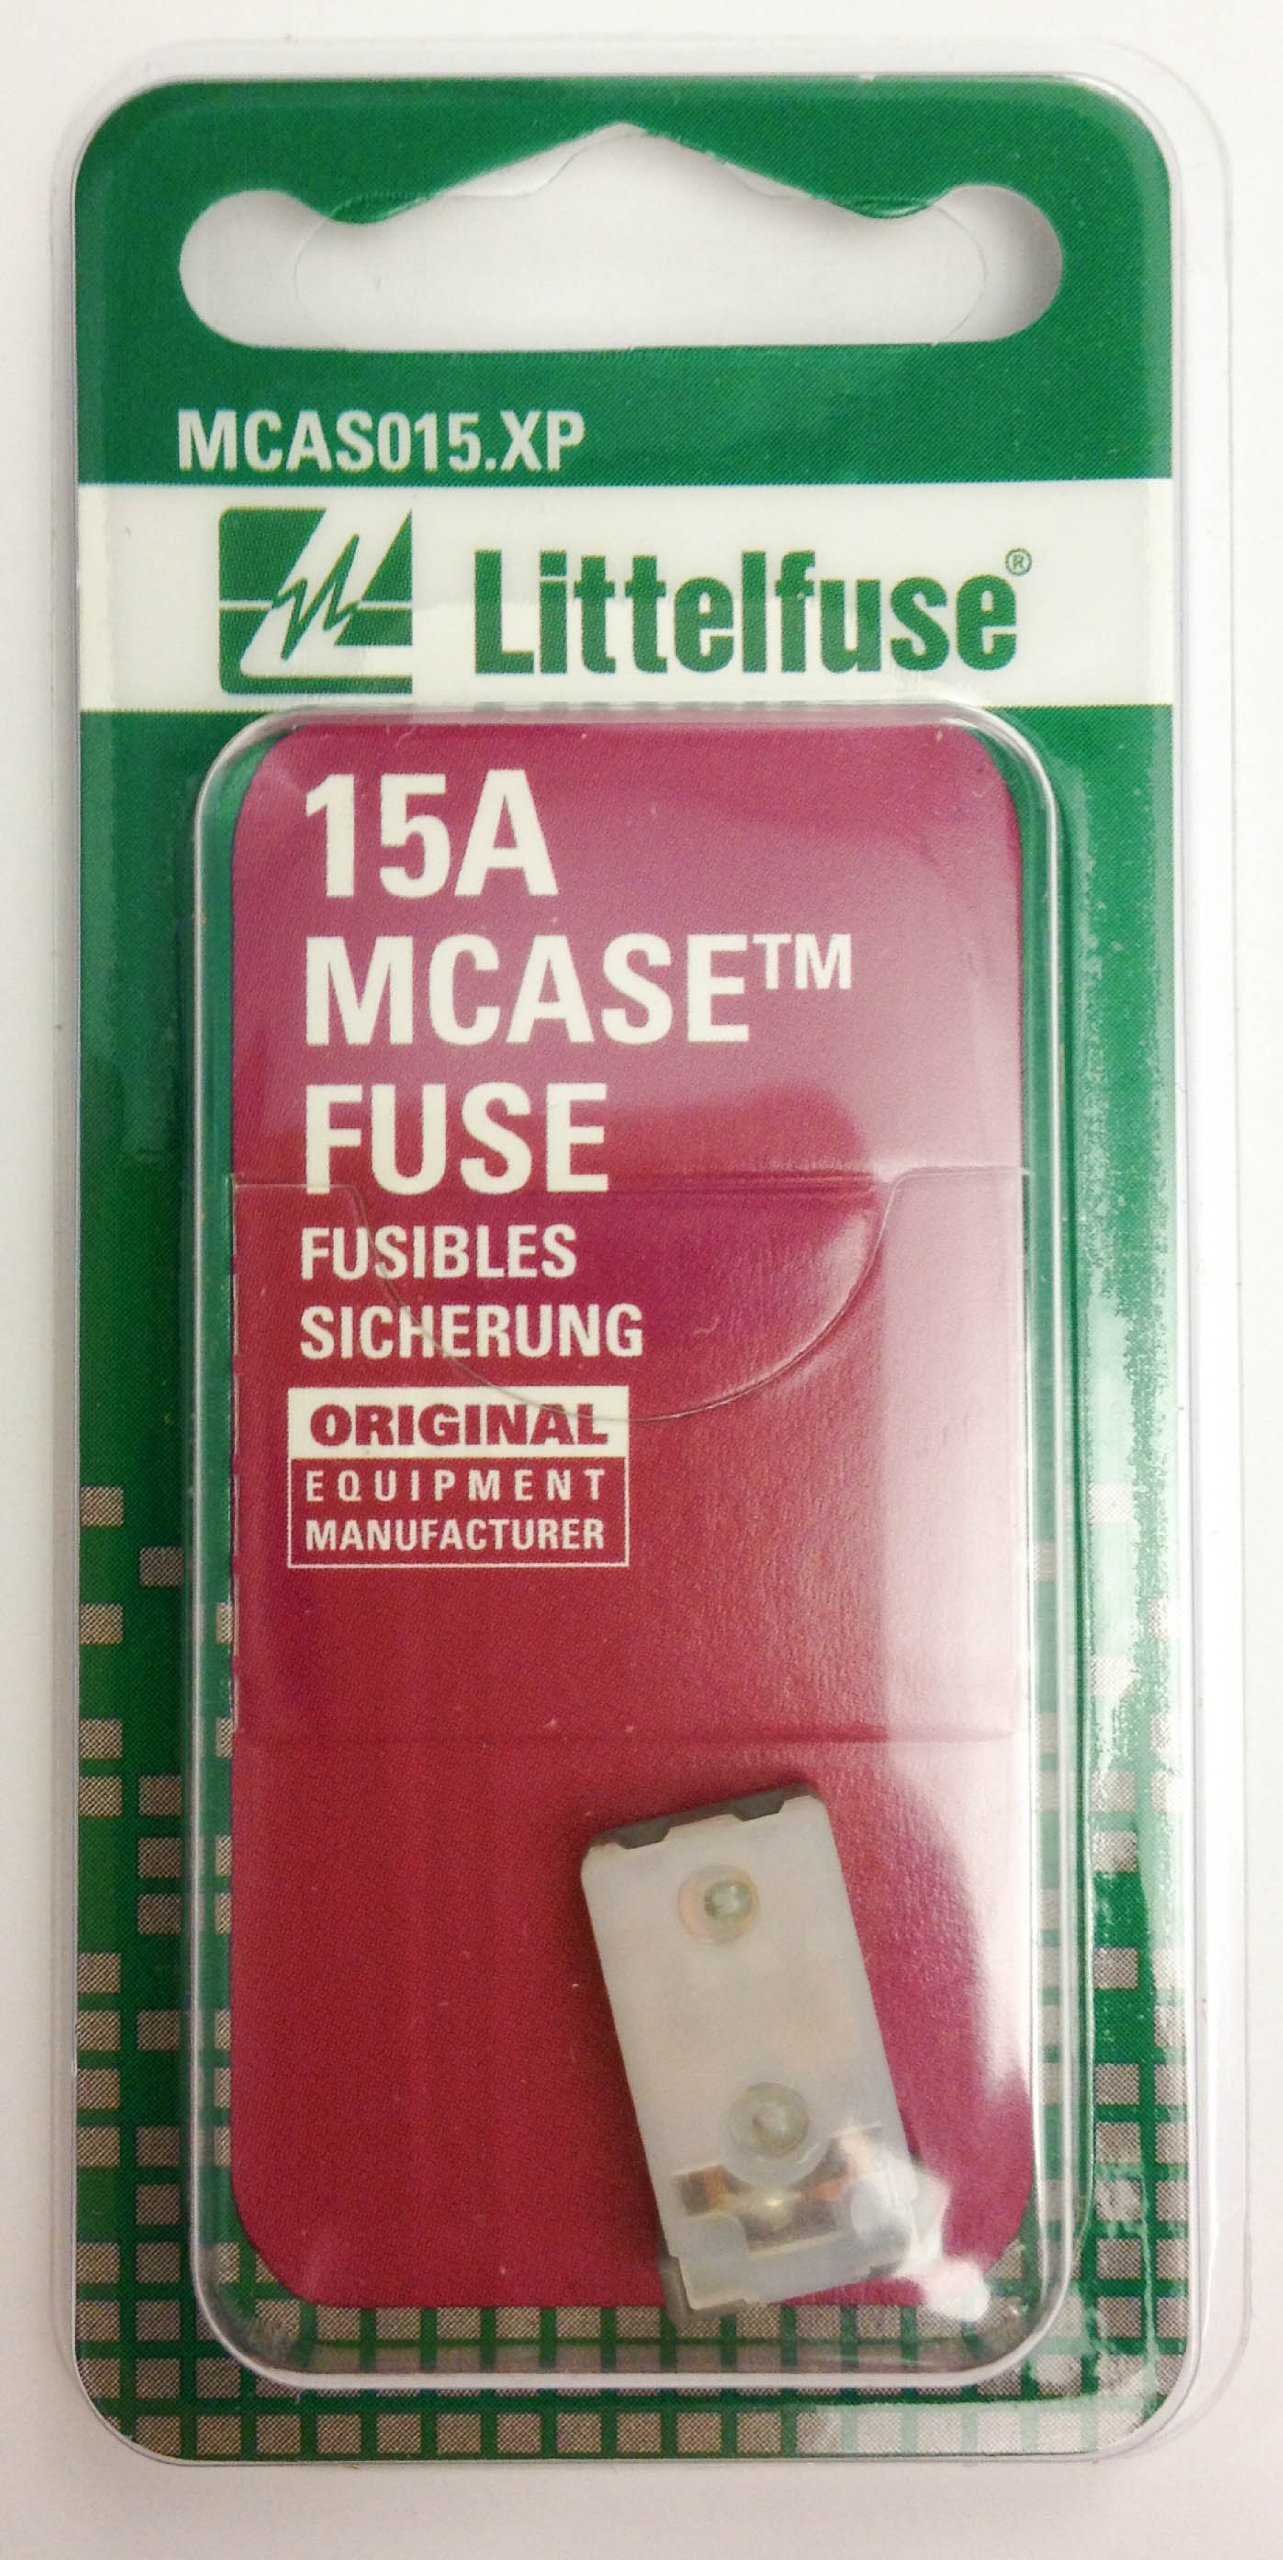 MCAS015.XP
Littelfuse®
15A
MCASE™
FUSE
FUSIBLES
SICHERUNG
ORIGINAL
EQUIPMENT
MANUFACTURER